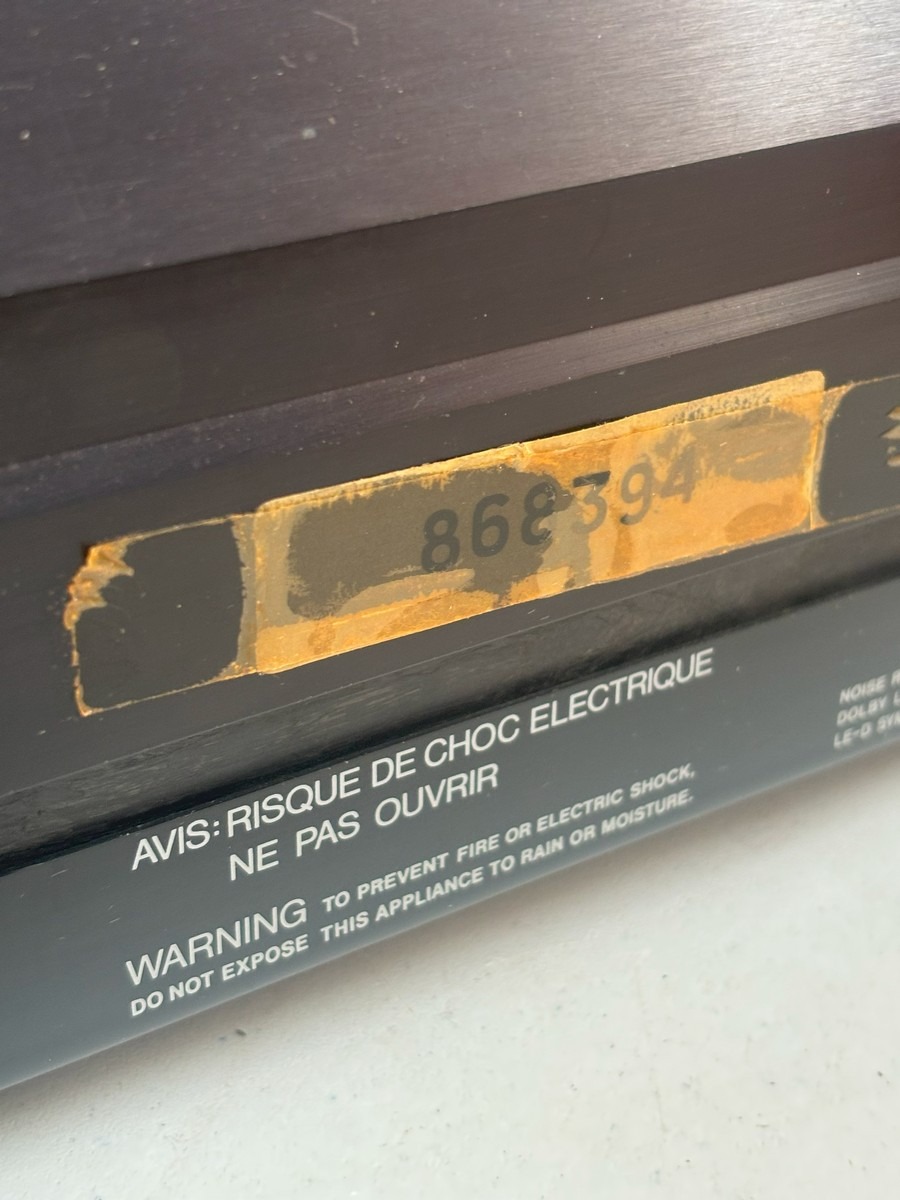 868394
AVIS: RISQUE DE CHOC ELECTRIQUE
NE PAS OUVRIR
WARNING TO PREVENT FIRE OR ELECTRIC SHOCK,
DO NOT EXPOSE THIS APPLIANCE TO RAIN OR MOISTURE.
NOISE
DOLBY
LE-D